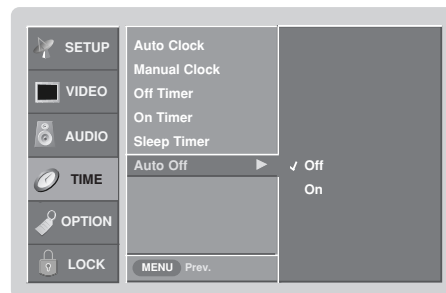 SETUP
VIDEO
AUDIO
TIME
OPTION
LOCK
Auto Clock
Manual Clock
Off Timer
On Timer
Sleep Timer
Auto Off
MENU Prev.
Off
On